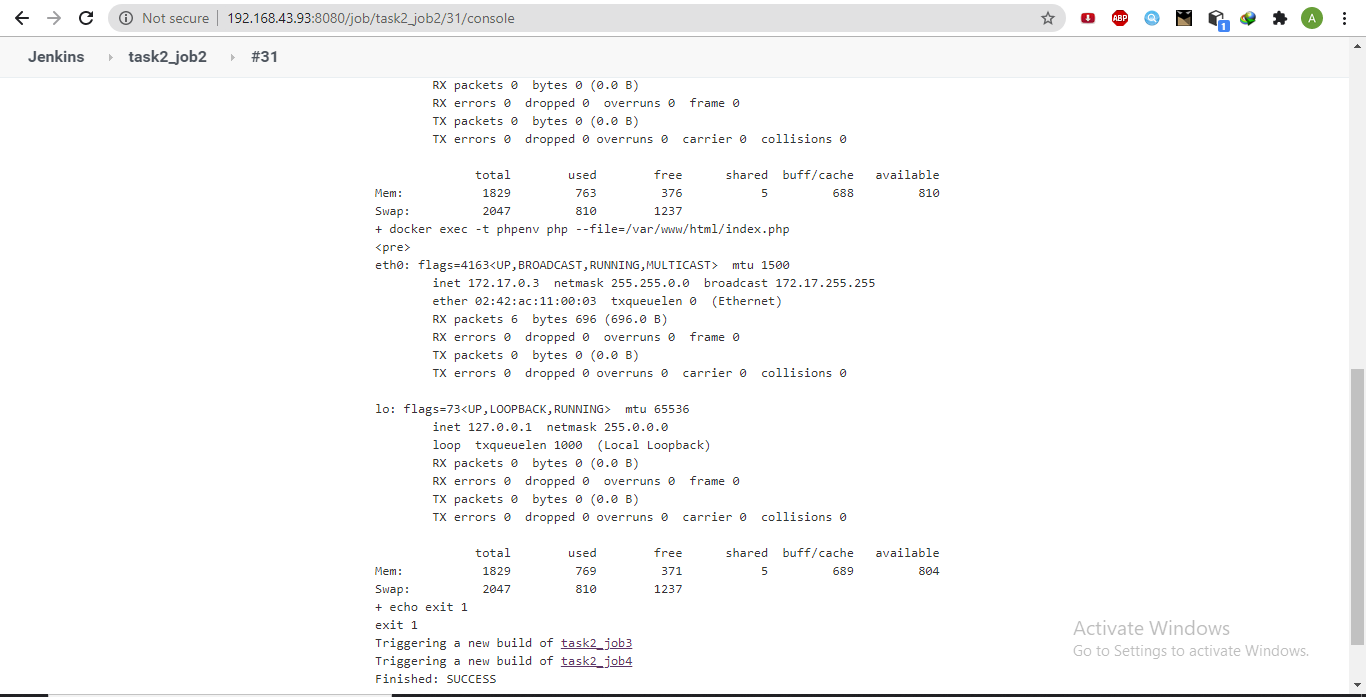 Not secure | 192.168.43.93:8080/job/task2_job2/31/console
ABP
1
A
Jenkins task2_job2 #31
RX packets 0 bytes 0 (0.0 B)
RX errors 0 dropped 0 overruns 0 frame 0
TX packets 0 bytes 0 (0.0 B)
TX errors 0 dropped 0 overruns 0 carrier 0 collisions 0
total used free shared buff/cache available
Mem: 1829 763 376 5 688 810
Swap: 2047 810 1237
+ docker exec -t phpenv php --file=/var/www/html/index.php
<pre>
eth0: flags=4163<UP,BROADCAST,RUNNING,MULTICAST> mtu 1500
inet 172.17.0.3 netmask 255.255.0.0 broadcast 172.17.255.255
ether 02:42:ac:11:00:03 txqueuelen 0 (Ethernet)
RX packets 6 bytes 696 (696.0 B)
RX errors 0 dropped 0 overruns 0 frame 0
TX packets 0 bytes 0 (0.0 B)
TX errors 0 dropped 0 overruns 0 carrier 0 collisions 0
lo: flags=73<UP,LOOPBACK,RUNNING> mtu 65536
inet 127.0.0.1 netmask 255.0.0.0
loop txqueuelen 1000 (Local Loopback)
RX packets 0 bytes 0 (0.0 B)
RX errors 0 dropped 0 overruns 0 frame 0
TX packets 0 bytes 0 (0.0 B)
TX errors 0 dropped 0 overruns 0 carrier 0 collisions 0
total used free shared buff/cache available
Mem: 1829 769 371 5 689 804
Swap: 2047 810 1237
+ echo exit 1
exit 1
Triggering a new build of task2_job3
Triggering a new build of task2_job4
Finished: SUCCESS
Activate Windows
Go to Settings to activate Windows.